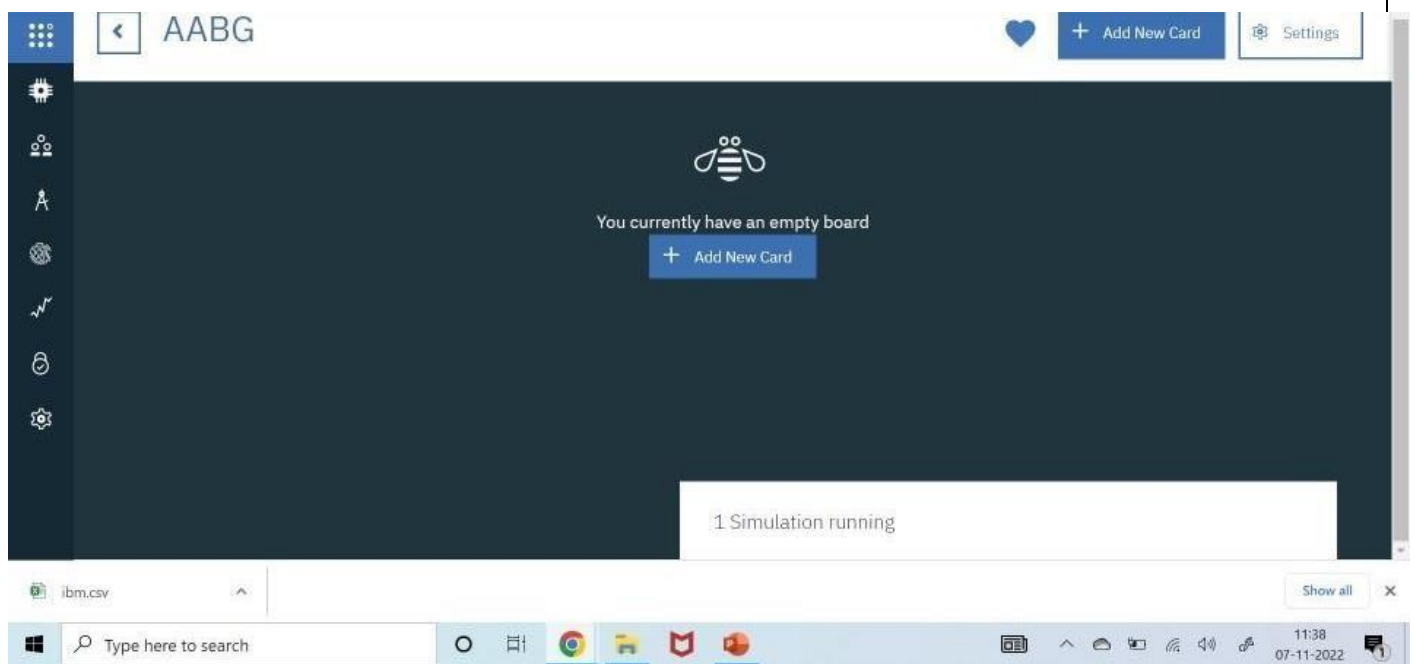 AABG
+ Add New Card
Settings
You currently have an empty board
+ Add New Card
1 Simulation running
ibm.csv
Show all
Type here to search
11:38
07-11-2022
1